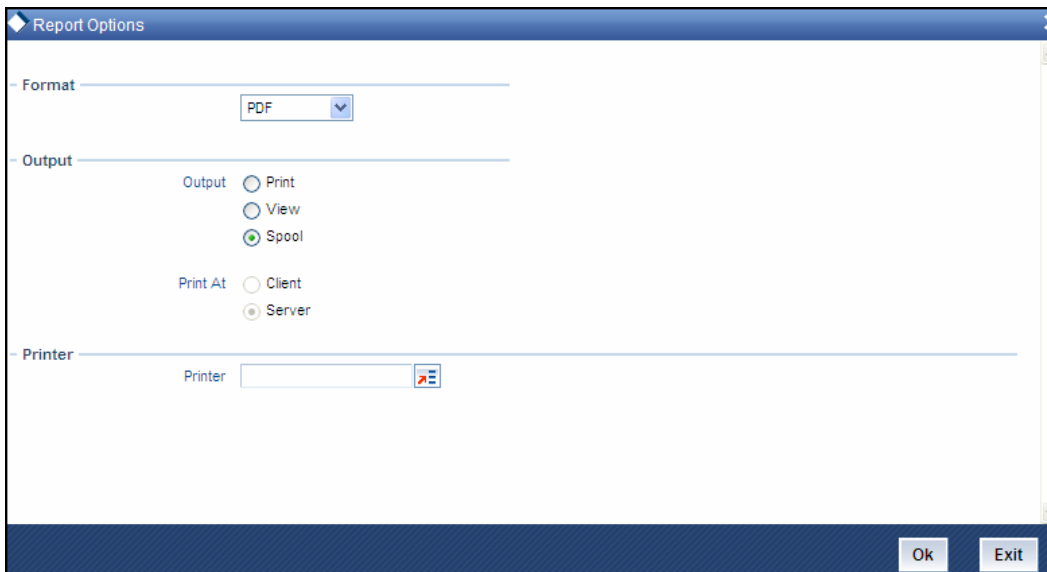 Report Options
Format
PDF
Output
Output Print
View
Spool
Print At Client
Server
Printer
Printer
Ok Exit